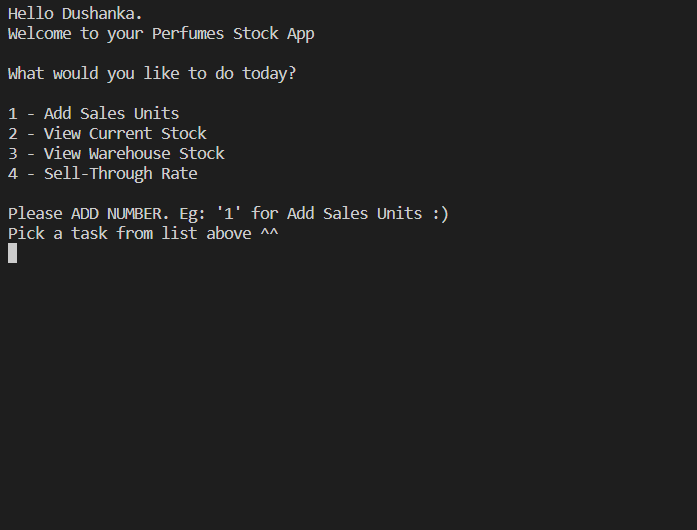 Hello Dushanka.
Welcome to your Perfumes Stock App
What would you like to do today?
1 - Add Sales Units
2 - View Current Stock
3 - View Warehouse Stock
4 - Sell-Through Rate
Please ADD NUMBER. Eg: '1' for Add Sales Units :)
Pick a task from list above ^^